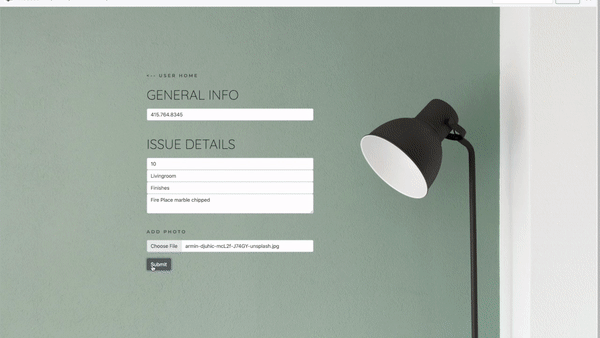 <-- USER HOME
GENERAL INFO
415.764.8345
ISSUE DETAILS
10
Livingroom
Finishes
Fire Place marble chipped
ADD PHOTO
Choose File armin-djuhic-moL2f-J74GY-unsplash.jpg
Submit